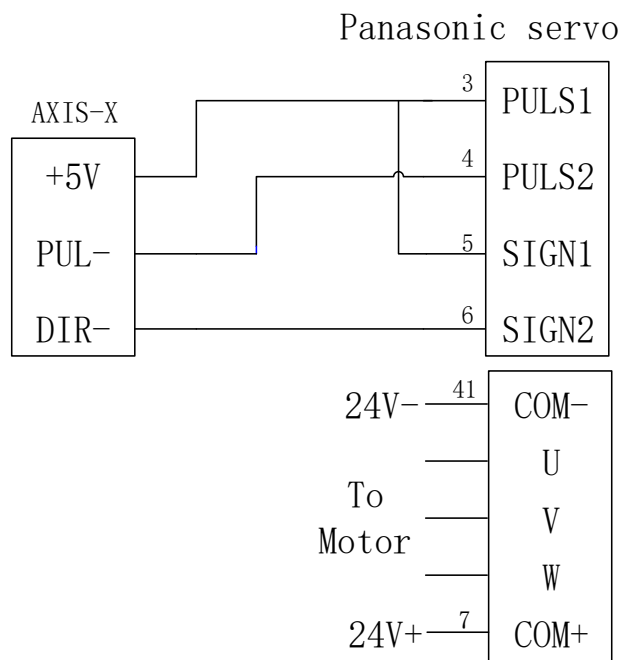 Panasonic servo
AXIS-X
3
PULS1
+5V
4
PULS2
PUL-
5
SIGN1
DIR-
6
SIGN2
24V-
41
COM-
U
To
Motor
V
W
24V+
7
COM+